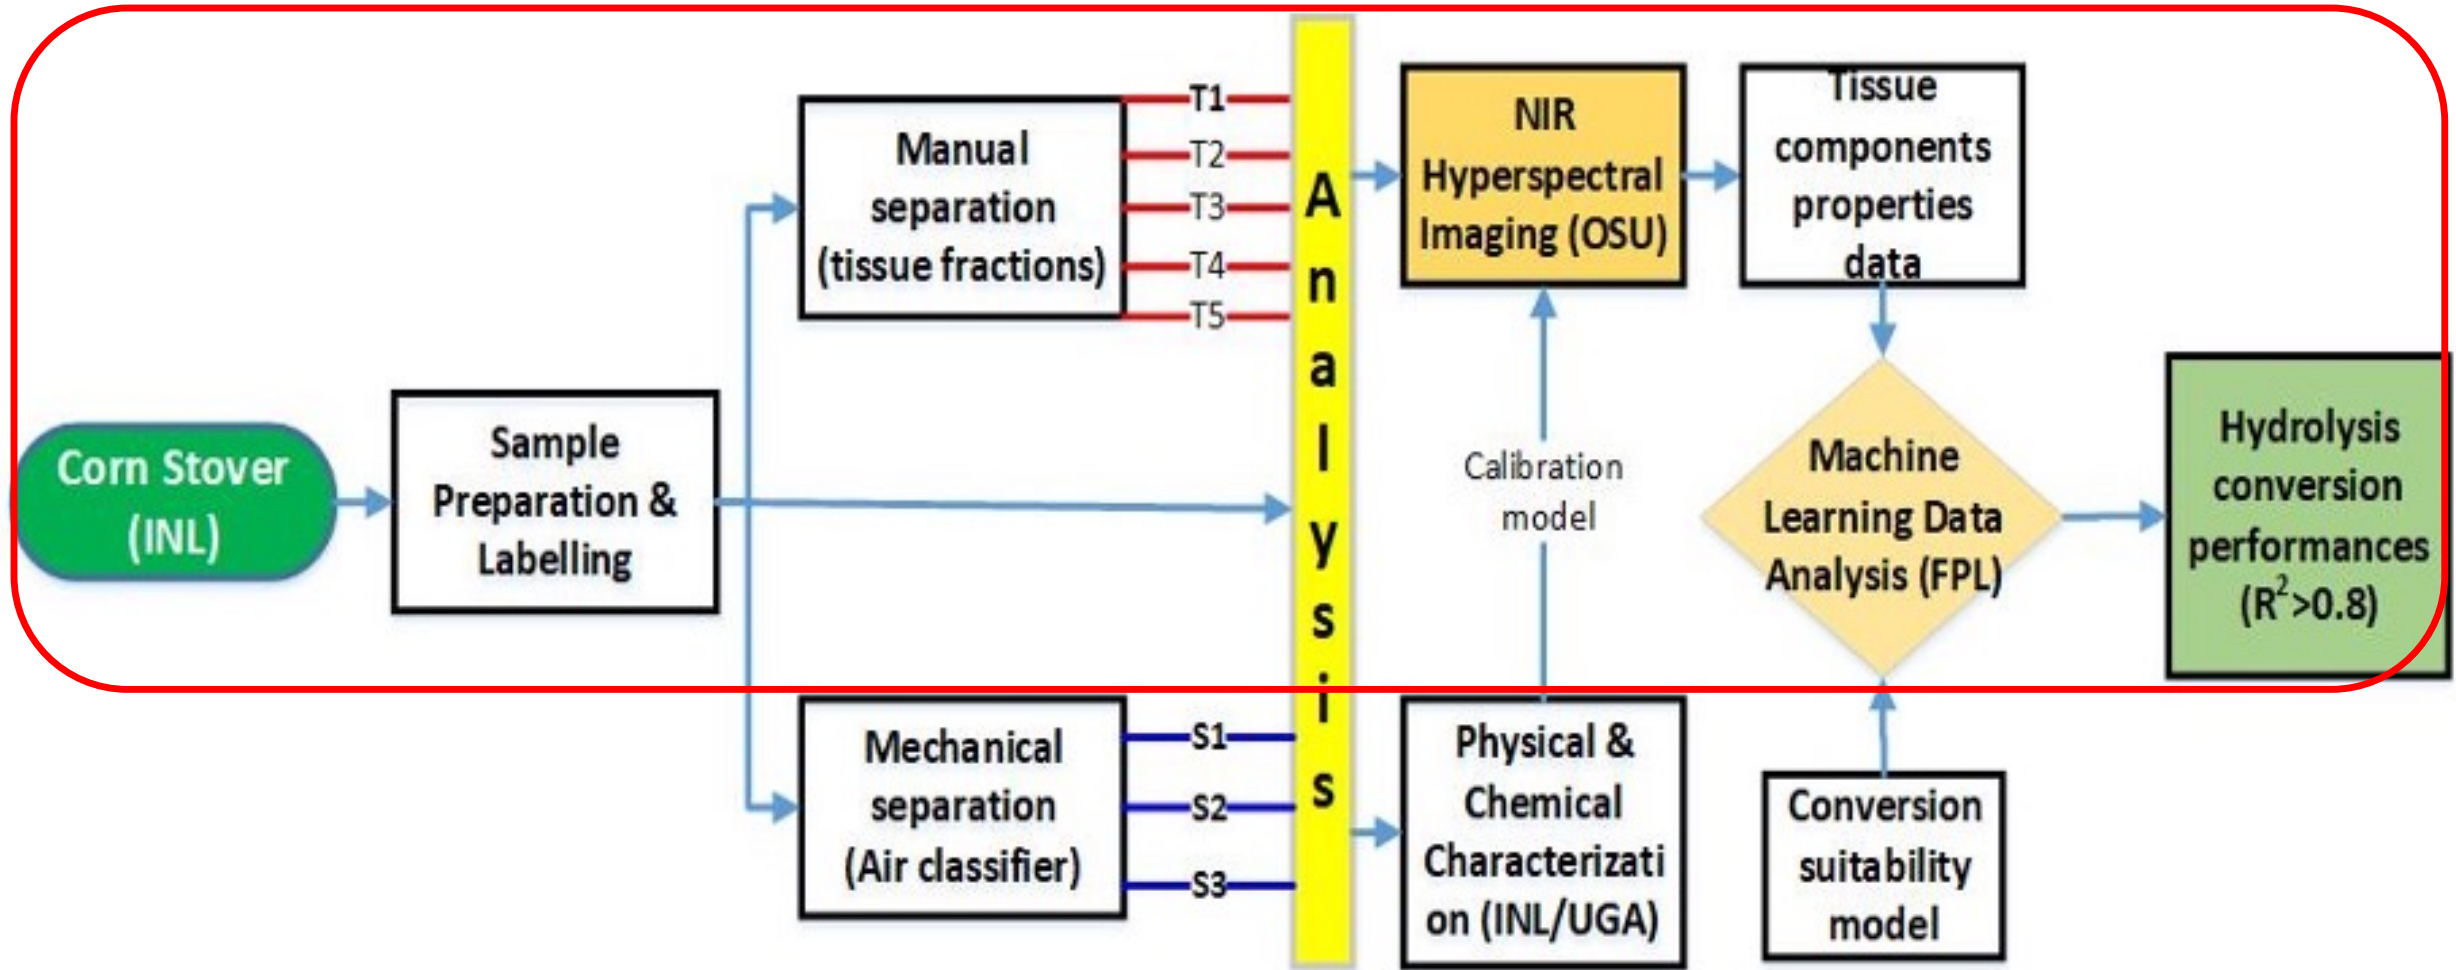 Corn Stover
(INL)
Sample
Preparation &
Labelling
Manual
separation
(tissue fractions)
T1
T2
T3
T4
T5
Mechanical
separation
(Air classifier)
S1
S2
S3
A
n
a
l
y
s
i
s
NIR
Hyperspectral
Imaging (OSU)
Calibration
model
Physical &
Chemical
Characterizati
on (INL/UGA)
Tissue
components
properties
data
Machine
Learning Data
Analysis (FPL)
Conversion
suitability
model
Hydrolysis
conversion
performances
(R²>0.8)